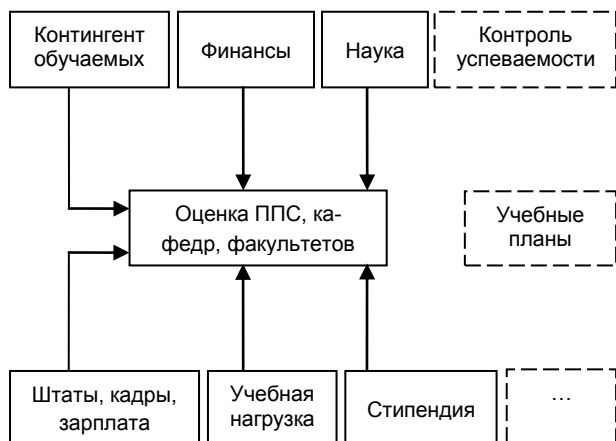 Контингент
обучаемых
Финансы
Наука
Контроль
успеваемости
Оценка ППС, ка-
федр, факультетов
Учебные
планы
Штаты, кадры,
зарплата
Учебная
нагрузка
Стипендия
...